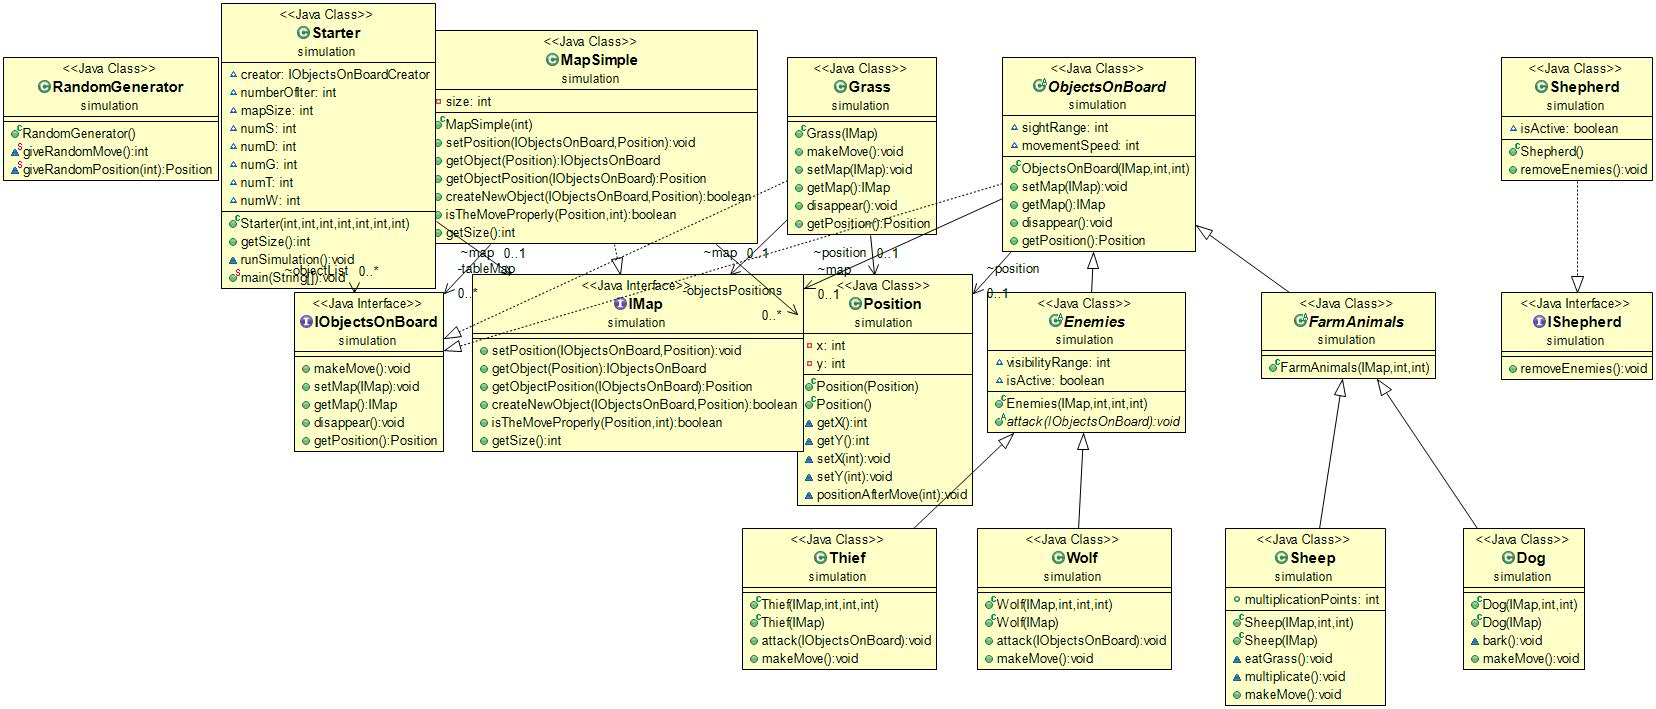 <<Java Class>>
RandomGenerator
simulation
RandomGenerator()
giveRandomMove():int
giveRandomPosition(int):Position
<<Java Class>>
Starter
simulation
creator: IObjectsOnBoardCreator
numberOfIter: int
mapSize: int
numS: int
numD: int
numG: int
numT: int
numW: int
Starter(int,int,int,int,int,int,int)
getSize():int
runSimulation():void
main(String[]):void
<<Java Class>>
MapSimple
simulation
size: int
MapSimple(int)
setPosition(IObjectsOnBoard,Position):void
getObject(Position):IObjectsOnBoard
getObjectPosition(IObjectsOnBoard):Position
createNewObject(IObjectsOnBoard,Position):boolean
isTheMoveProperly(Position,int):boolean
getSize():int
<<Java Class>>
Grass
simulation
Grass(IMap)
makeMove():void
setMap(IMap):void
getMap():IMap
disappear():void
getPosition():Position
<<Java Class>>
ObjectsOnBoard
simulation
sightRange: int
movementSpeed: int
ObjectsOnBoard(IMap,int,int)
setMap(IMap):void
getMap():IMap
disappear():void
getPosition():Position
<<Java Class>>
Shepherd
simulation
isActive: boolean
Shepherd()
removeEnemies():void
~objectList 0..*
~map 0..1
-tableMap
0..*
~map 0..1
-objectsPositions
0..*
~position 0..1
~map
0..1
~position
0..1
<<Java Interface>>
IObjectsOnBoard
simulation
makeMove():void
setMap(IMap):void
getMap():IMap
disappear():void
getPosition():Position
<<Java Interface>>
IMap
simulation
setPosition(IObjectsOnBoard,Position):void
getObject(Position):IObjectsOnBoard
getObjectPosition(IObjectsOnBoard):Position
createNewObject(IObjectsOnBoard,Position):boolean
isTheMoveProperly(Position,int):boolean
getSize():int
<<Java Class>>
Position
simulation
x: int
y: int
Position(Position)
Position()
getX():int
getY():int
setX(int):void
setY(int):void
positionAfterMove(int):void
<<Java Class>>
Enemies
simulation
visibilityRange: int
isActive: boolean
Enemies(IMap,int,int,int)
attack(IObjectsOnBoard):void
<<Java Class>>
FarmAnimals
simulation
FarmAnimals(IMap,int,int)
<<Java Interface>>
IShepherd
simulation
removeEnemies():void
<<Java Class>>
Thief
simulation
Thief(IMap,int,int,int)
Thief(IMap)
attack(IObjectsOnBoard):void
makeMove():void
<<Java Class>>
Wolf
simulation
Wolf(IMap,int,int,int)
Wolf(IMap)
attack(IObjectsOnBoard):void
makeMove():void
<<Java Class>>
Sheep
simulation
multiplicationPoints: int
Sheep(IMap,int,int)
Sheep(IMap)
eatGrass():void
multiplicate():void
makeMove():void
<<Java Class>>
Dog
simulation
Dog(IMap,int,int)
Dog(IMap)
bark():void
makeMove():void